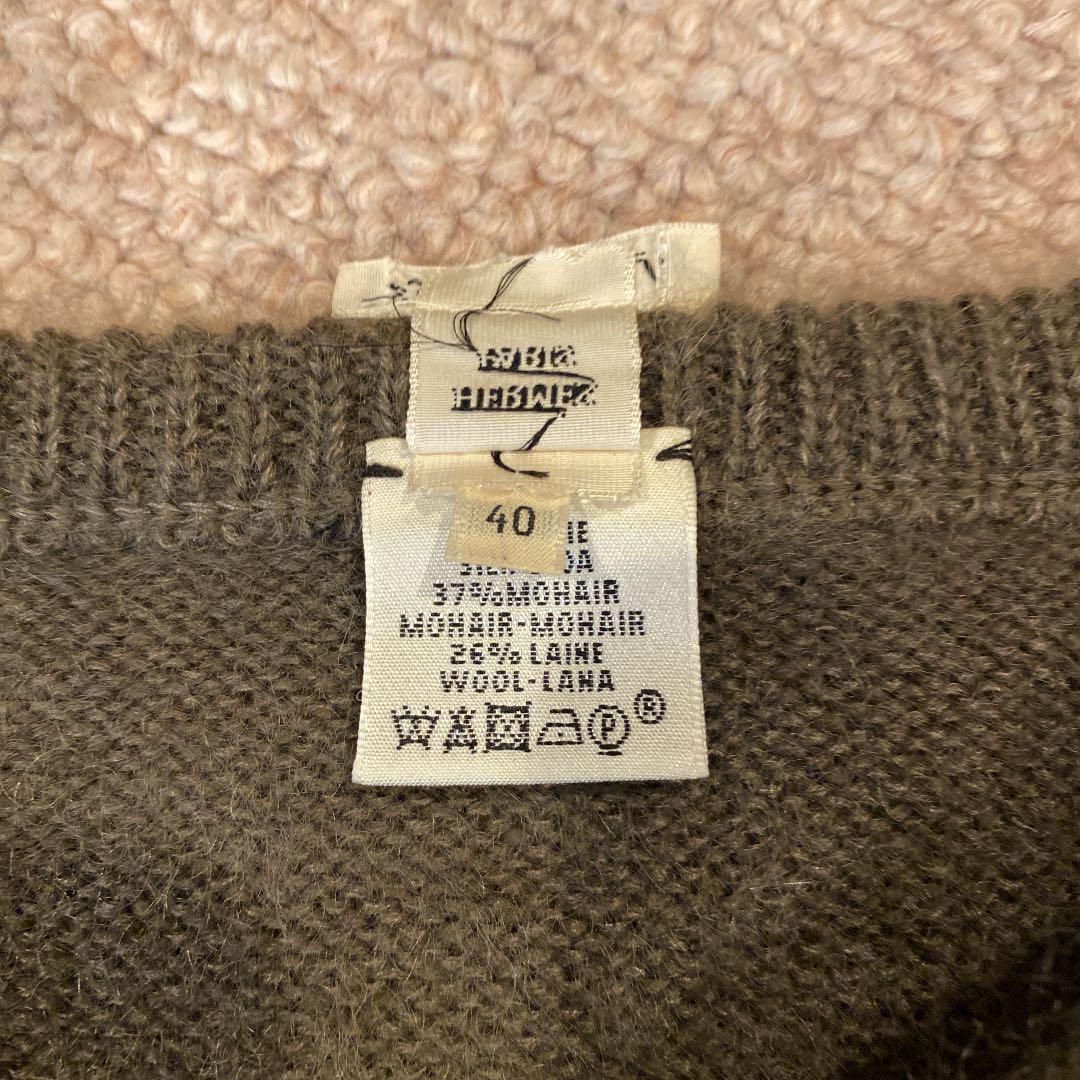 HERMES
PARIS
40
37% MOHAIR
MOHAIR-MOHAIR
26% LAINE
WOOL-LANA
P
®